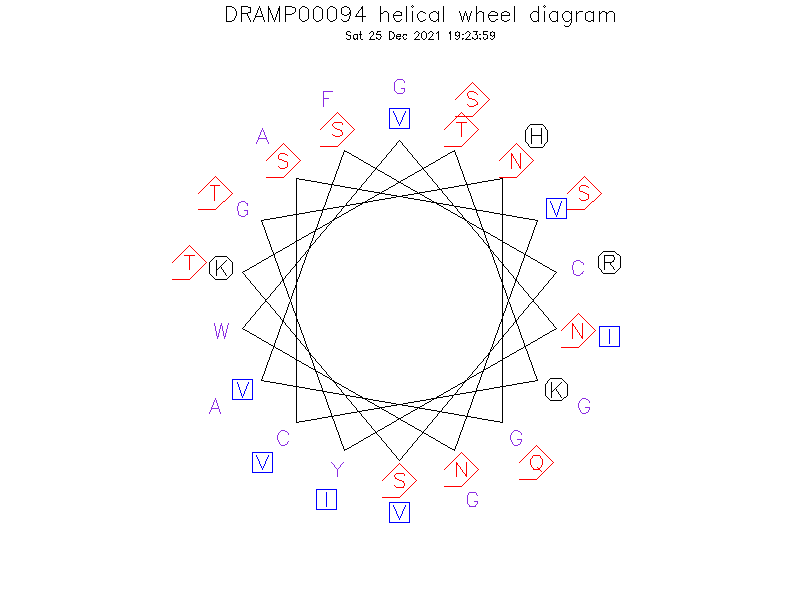 DRAMP00094 helical wheel diagram
Sat 25 Dec 2021 19:23:59
G
S
F
V
S
T
H
A
S
N
T
G
V
S
T
K
C
R
W
N
I
V
K
A
G
C
G
V
Y
N
Q
S
I
G
V